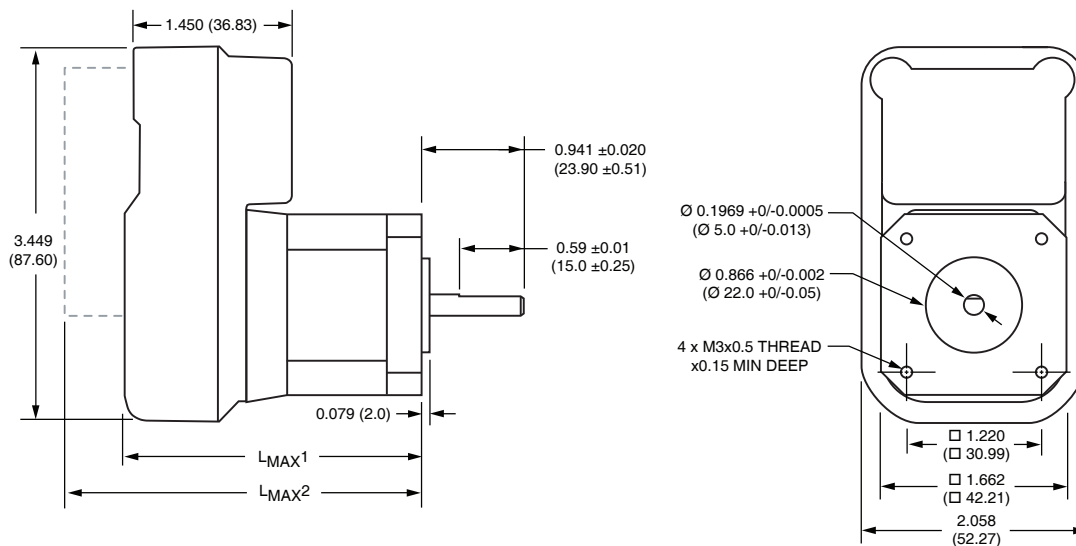 1.450 (36.83)
3.449
(87.60)
0.941 ±0.020
(23.90 ±0.51)
0.59 ±0.01
(15.0 ±0.25)
0.079 (2.0)
LMAX1
LMAX2
Ø 0.1969 +0/-0.0005
(Ø 5.0 +0/-0.013)
Ø 0.866 +0/-0.002
(Ø 22.0 +0/-0.05)
4 x M3x0.5 THREAD
x0.15 MIN DEEP
□ 1.220
(□ 30.99)
□ 1.662
(□ 42.21)
2.058
(52.27)